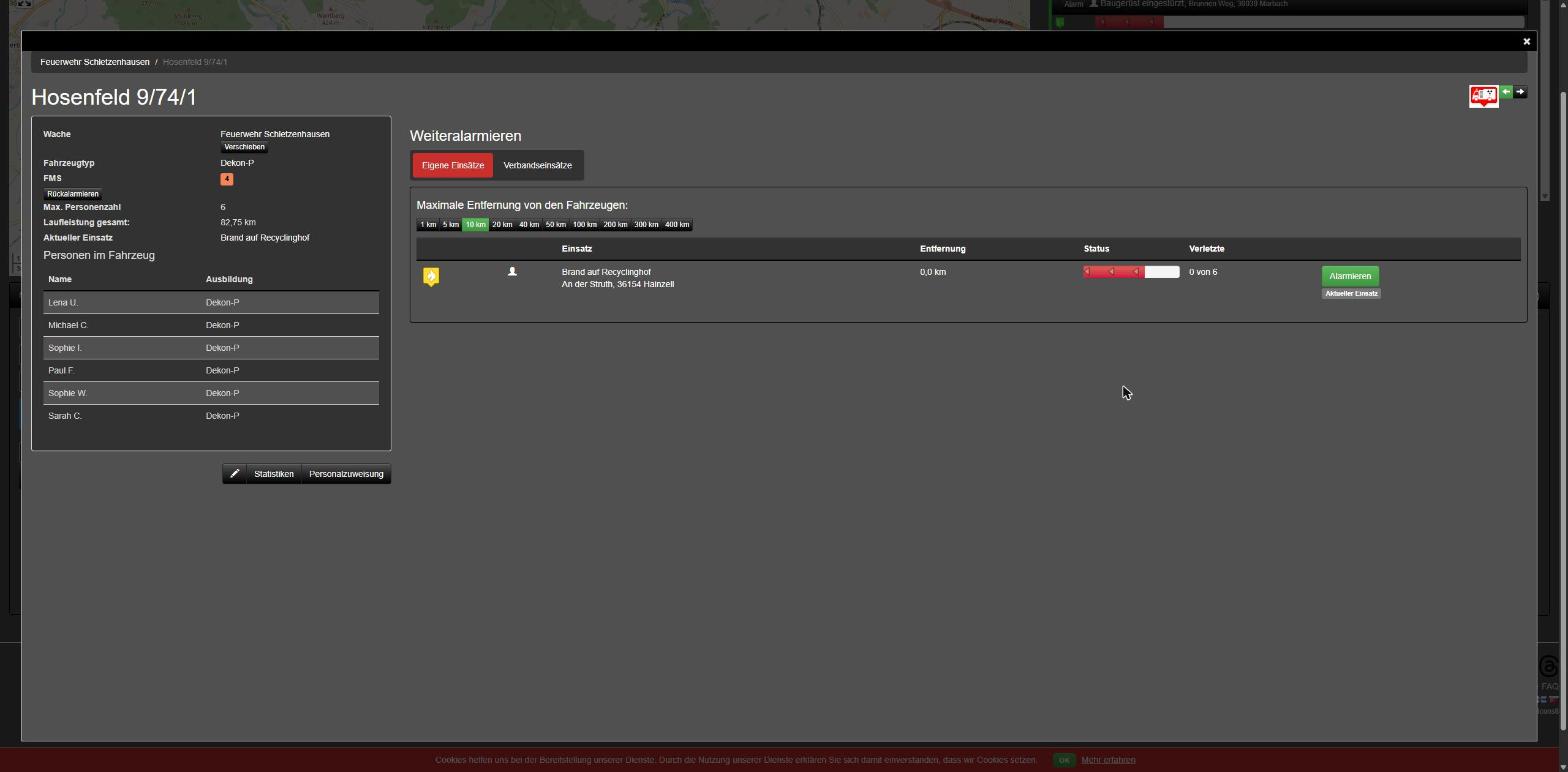 Alarm Baugerüst eingestürzt, Brunnen Weg, 36039 Marbach
Feuerwehr Schletzenhausen / Hosenfeld 9/74/1
Hosenfeld 9/74/1
Wache Feuerwehr Schletzenhausen
Verschieben
Fahrzeugtyp Dekon-P
FMS 4
Rückalarmieren
Max. Personenzahl 6
Laufleistung gesamt: 82,75 km
Aktueller Einsatz Brand auf Recyclinghof
Personen im Fahrzeug
Name Ausbildung
Lena U. Dekon-P
Michael C. Dekon-P
Sophie I. Dekon-P
Paul F. Dekon-P
Sophie W. Dekon-P
Sarah C. Dekon-P
Statistiken Personalzuweisung
Weiteralarmieren
Eigene Einsätze Verbandseinsätze
Maximale Entfernung von den Fahrzeugen:
1 km 5 km 10 km 20 km 40 km 50 km 100 km 200 km 300 km 400 km
Einsatz Entfernung Status Verletzte
Brand auf Recyclinghof 0,0 km 0 von 6 Alarmieren
An der Struth, 36154 Hainzell Aktueller Einsatz
FAQ
Cookies helfen uns bei der Bereitstellung unserer Dienste. Durch die Nutzung unserer Dienste erklären Sie sich damit einverstanden, dass wir Cookies setzen. OK Mehr erfahren